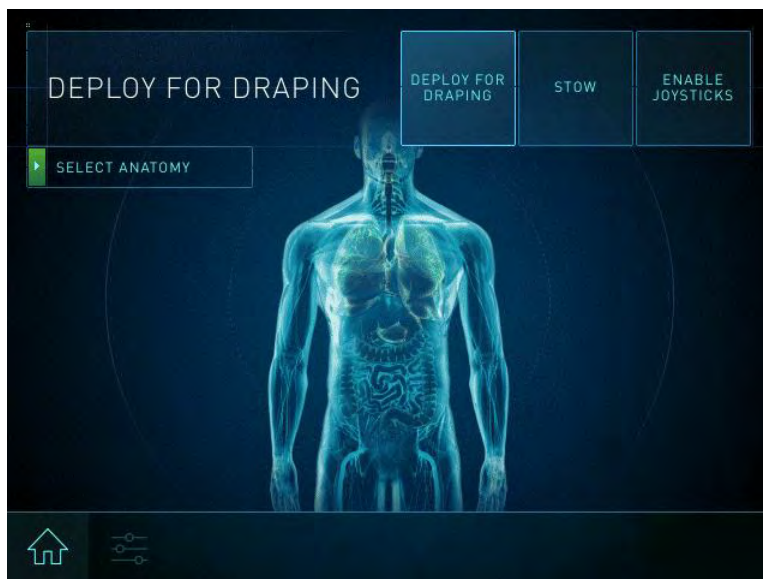 DEPLOY FOR DRAPING
DEPLOY FOR
DRAPING
STOW
ENABLE
JOYSTICKS
SELECT ANATOMY